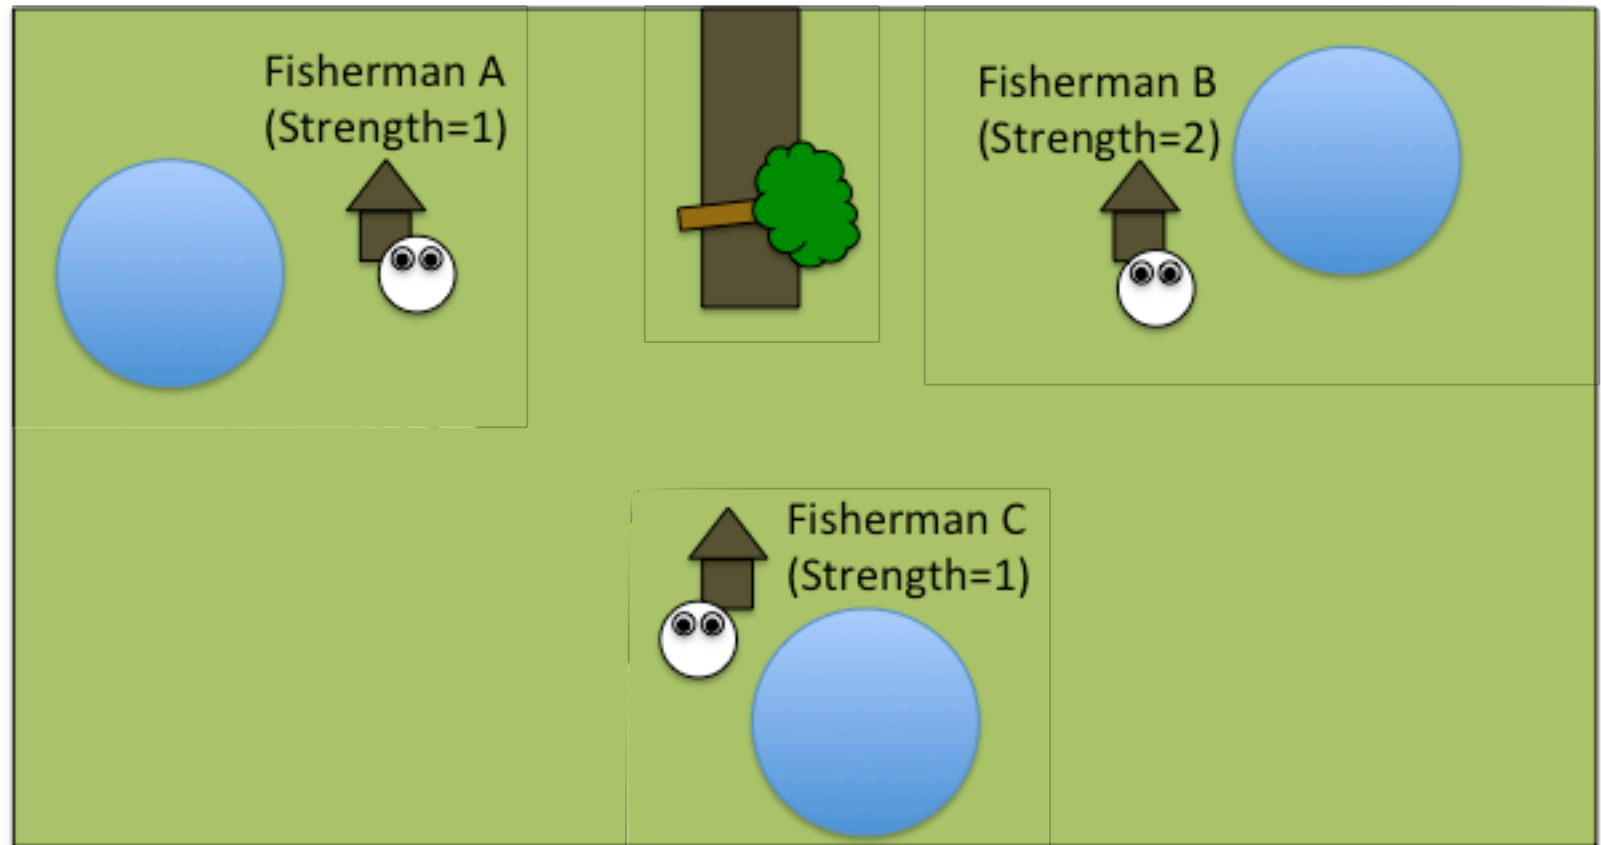 Fisherman A
(Strength=1)
Fisherman B
(Strength=2)
Fisherman C
(Strength=1)